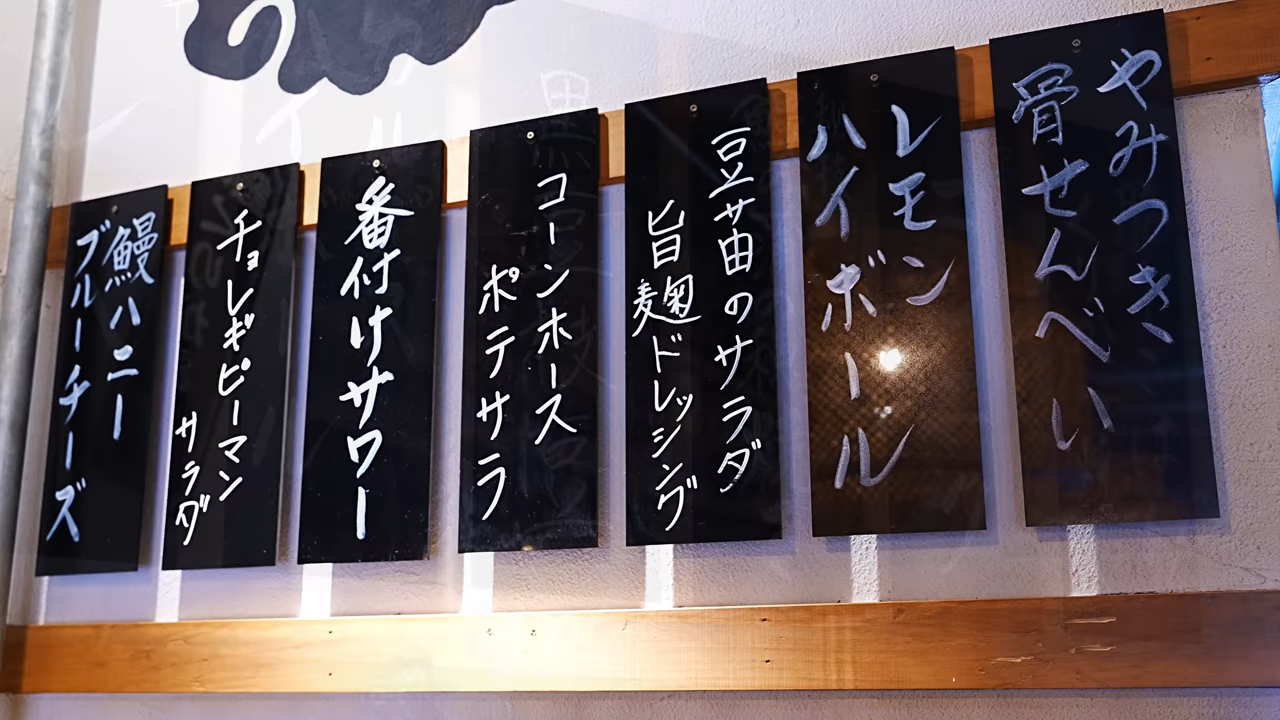 やみつき
骨せんべい
レモン
ハイボール
豆苗のサラダ
旨麹ドレッシング
コーンホース
ポテサラ
番付けサワー
チョレギピーマン
サラダ
鰻ハニー
ブルーチーズ